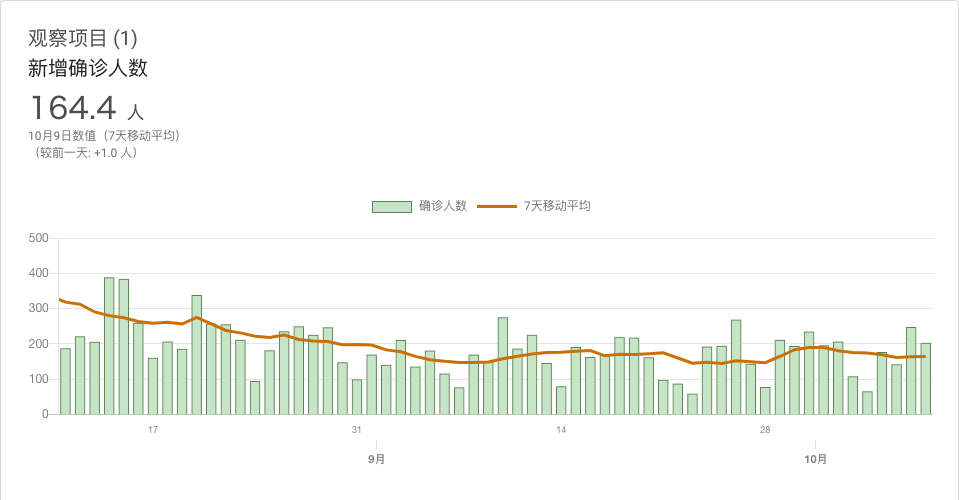 观察项目 (1)
新增确诊人数
164.4 人
10月9日数值（7天移动平均）
（较前一天: +1.0 人）
确诊人数 7天移动平均
500
400
300
200
100
0
17 31 14 28
9月 10月